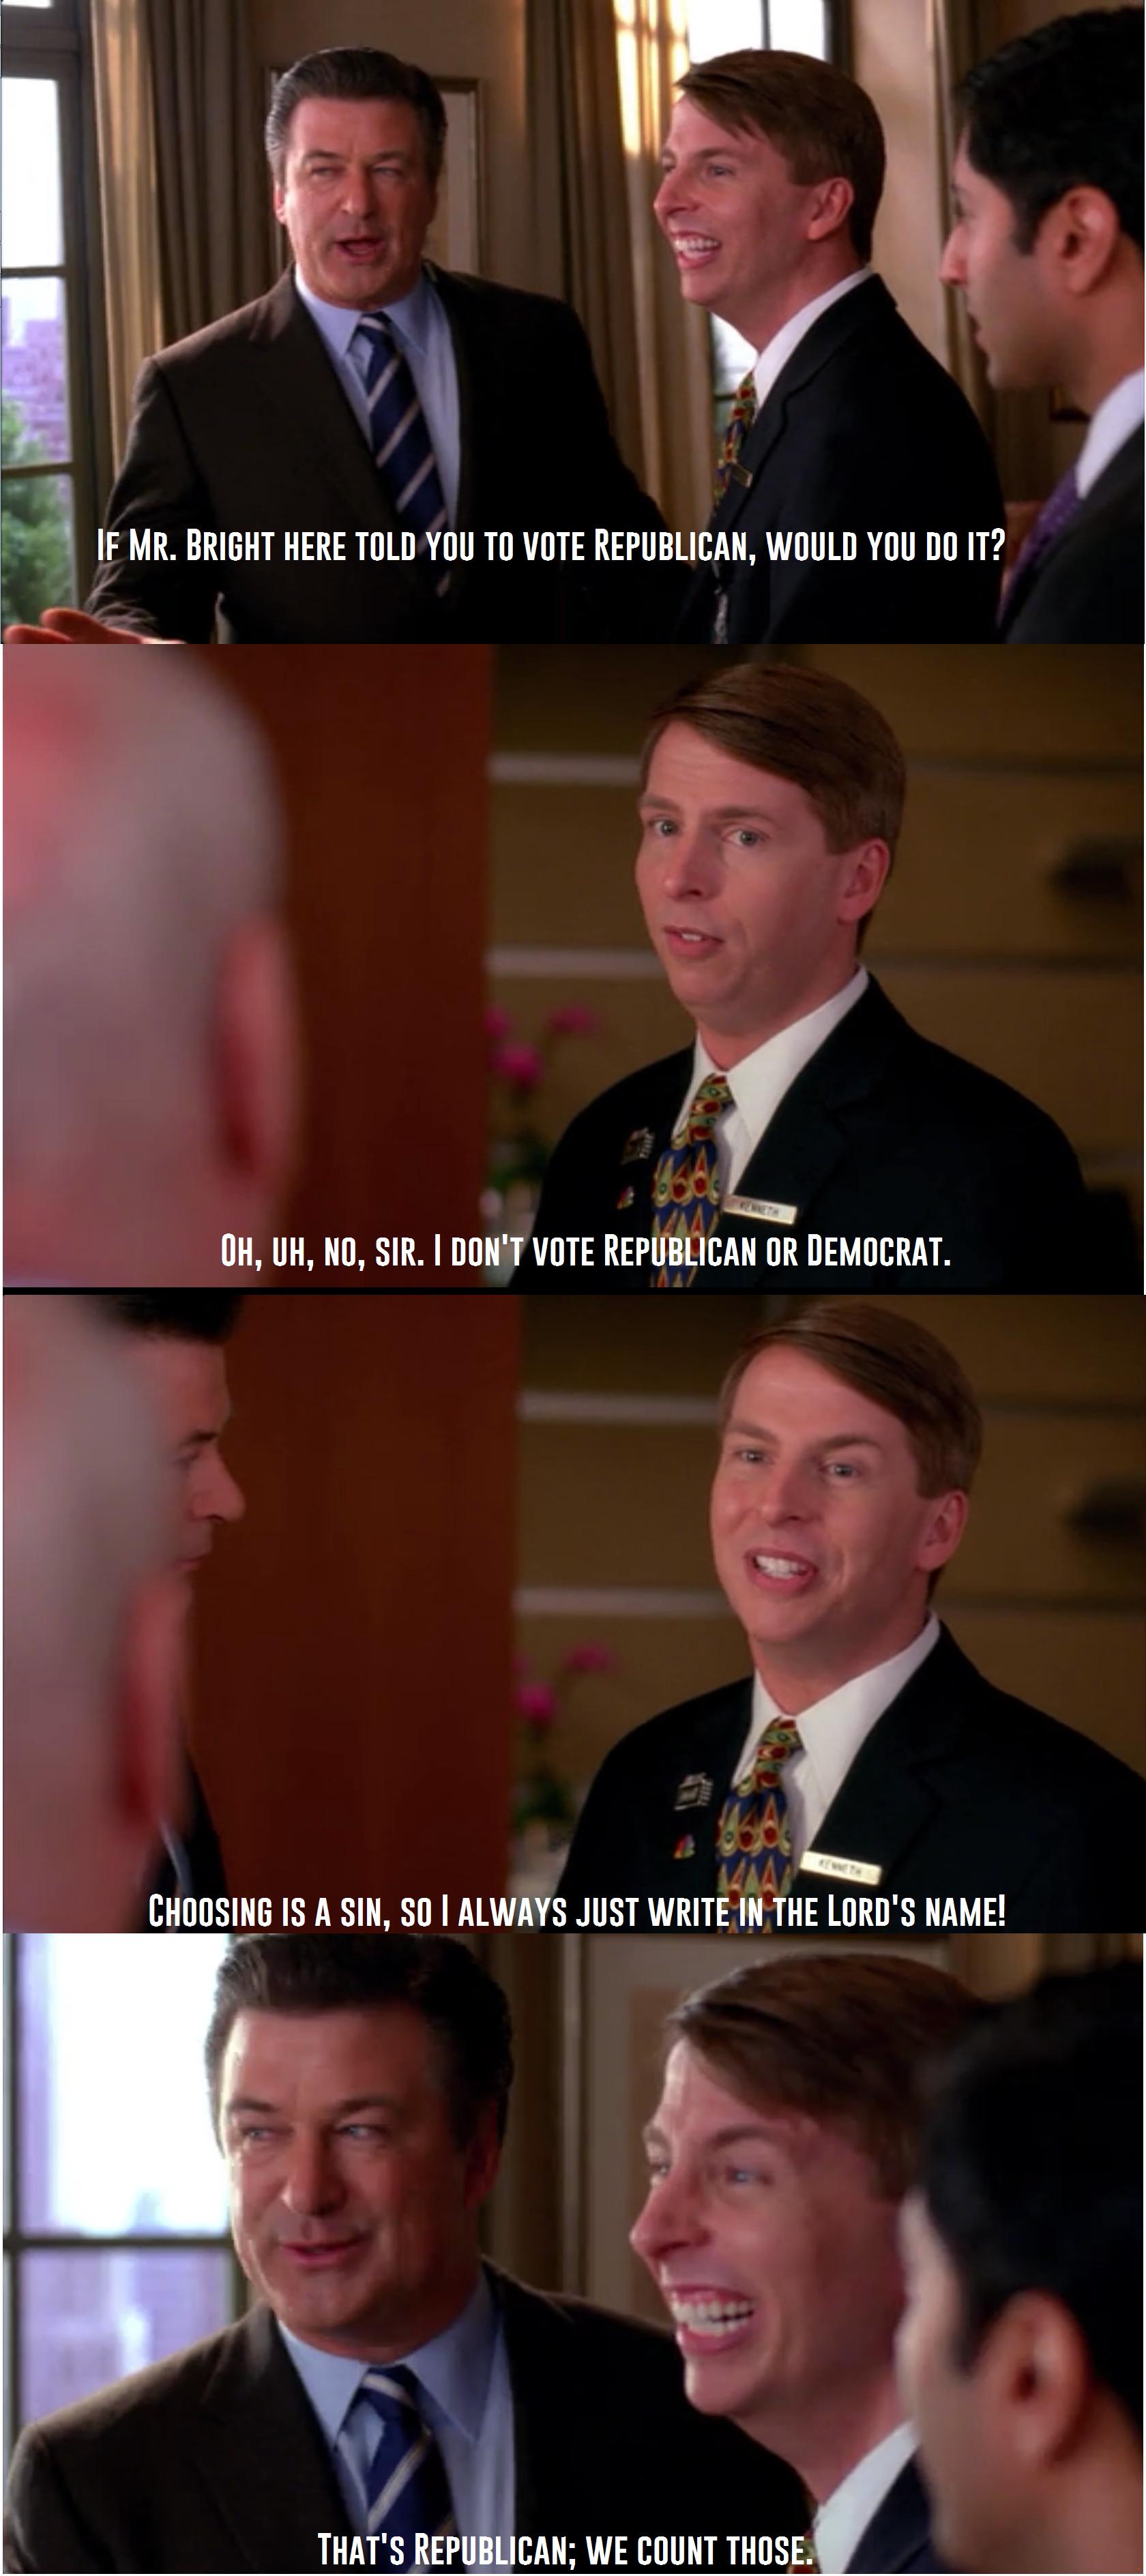 If Mr. Bright here told you to vote Republican, would you do it?
KENNETH
Oh, uh, no, sir. I don't vote Republican or Democrat.
KENNETH
Choosing is a sin, so I always just write in the Lord's name!
That's Republican; we count those.